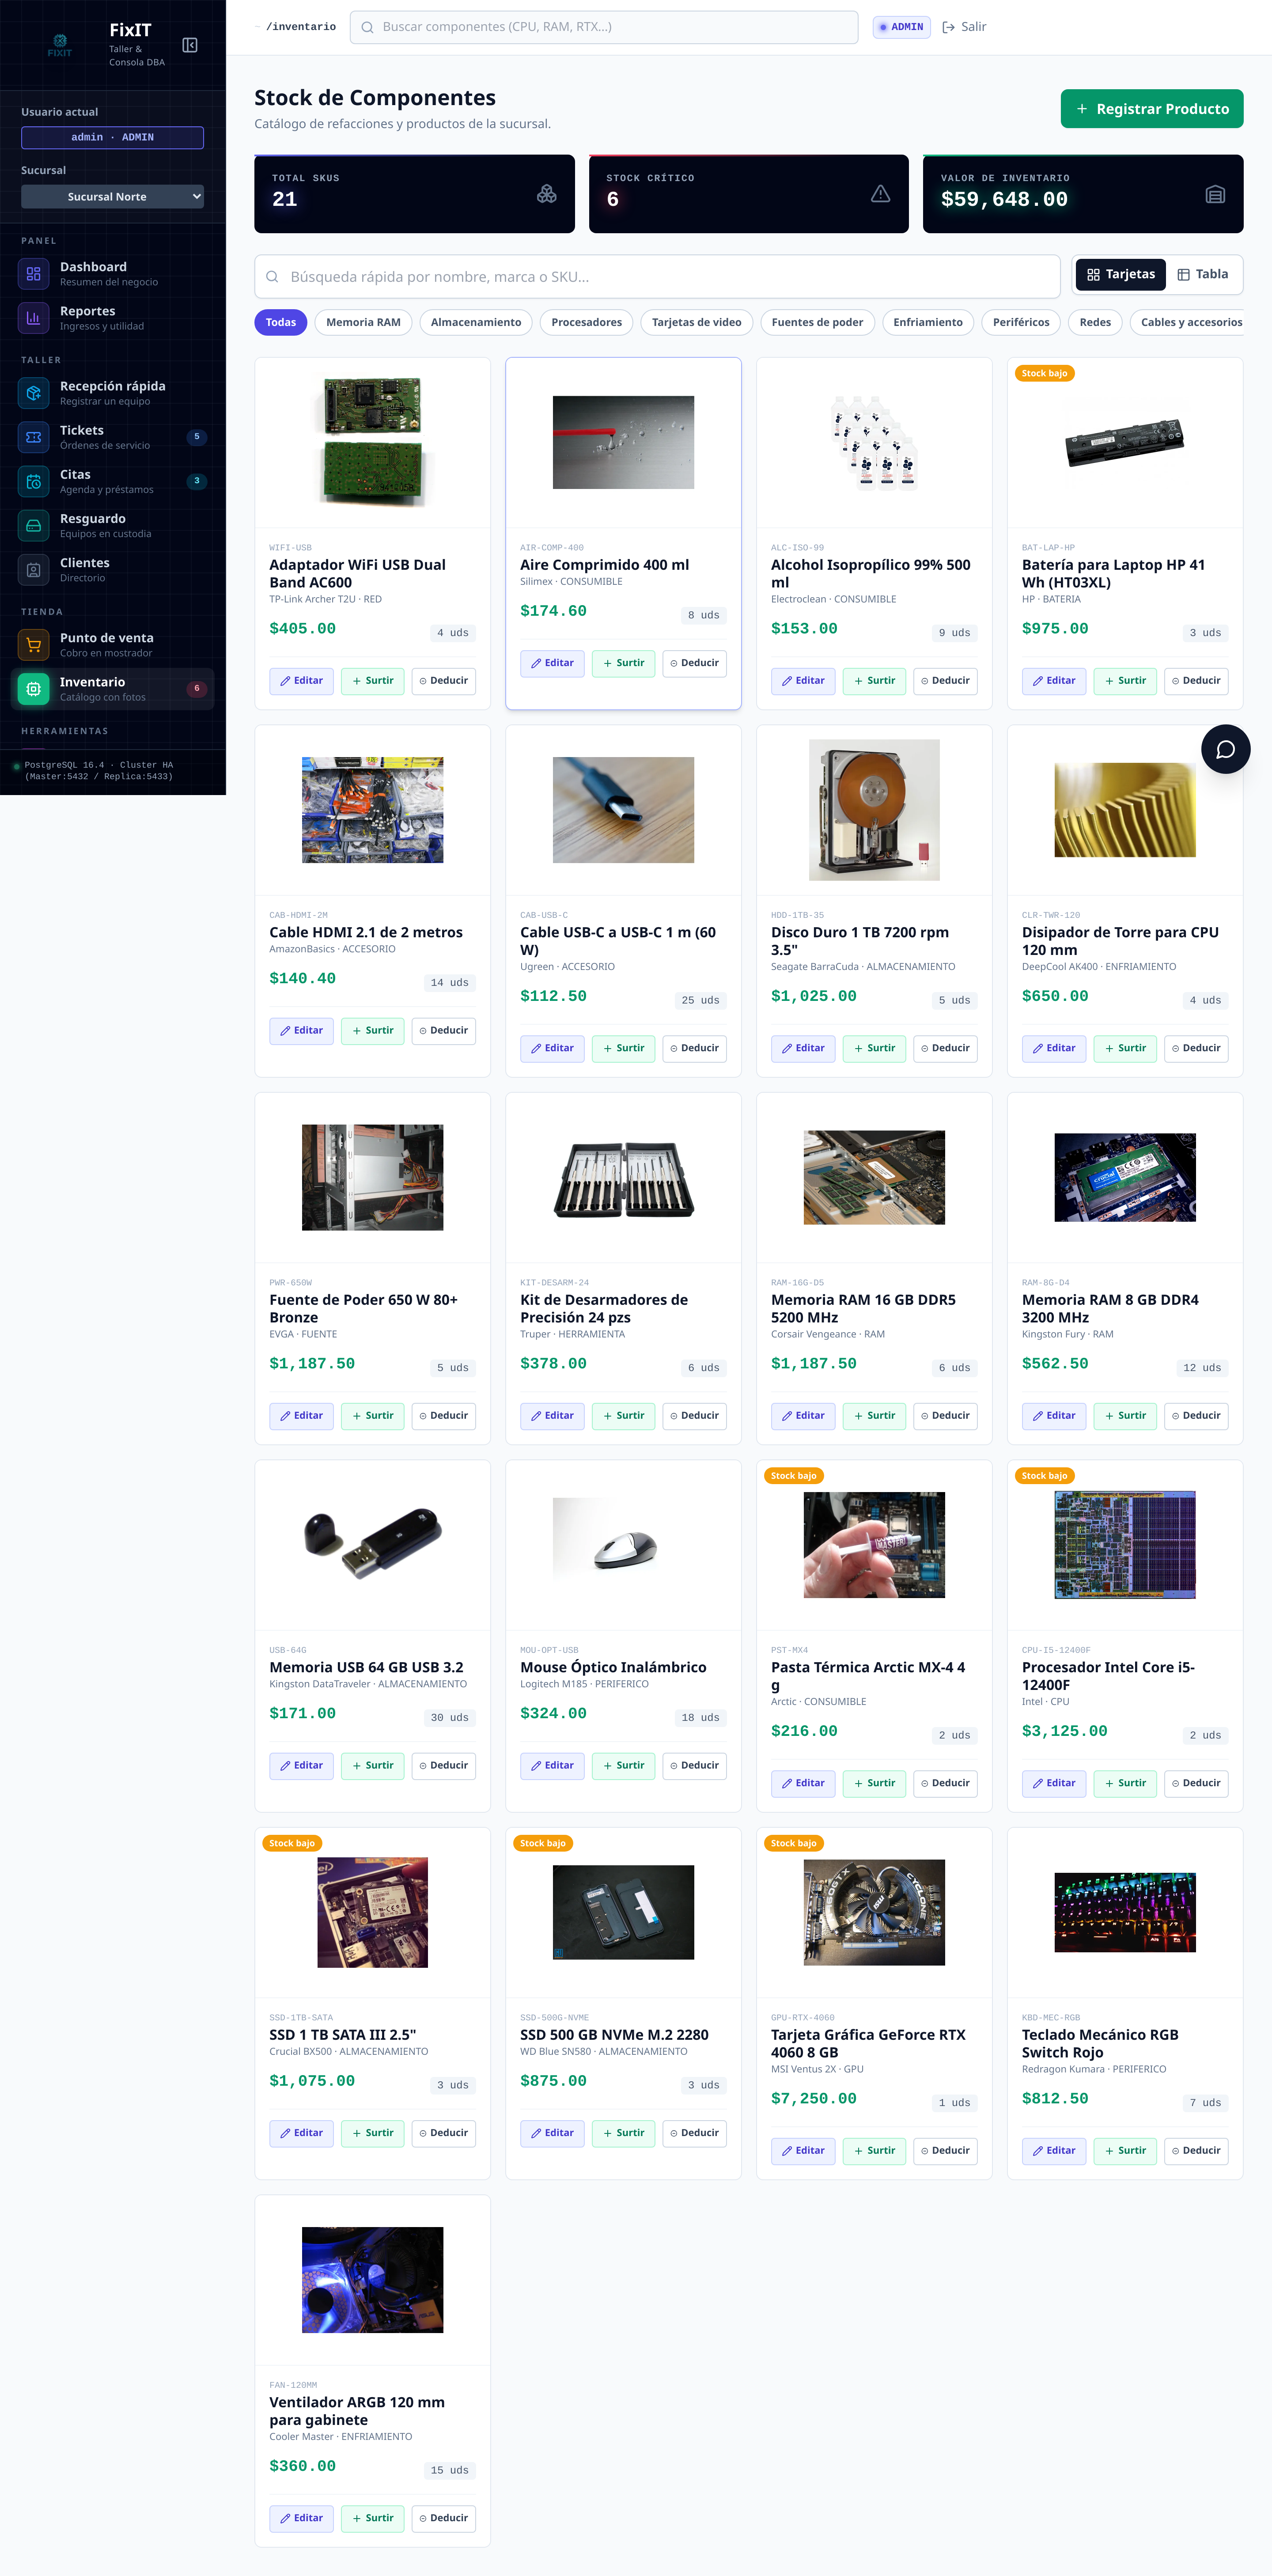 FixIT
Taller &
Consola DBA
FIXIT
Usuario actual
admin · ADMIN
Sucursal
Sucursal Norte
PANEL
Dashboard
Resumen del negocio
Reportes
Ingresos y utilidad
TALLER
Recepción rápida
Registrar un equipo
Tickets
Órdenes de servicio
5
Citas
Agenda y préstamos
3
Resguardo
Equipos en custodia
Clientes
Directorio
TIENDA
Punto de venta
Cobro en mostrador
Inventario
Catálogo con fotos
6
HERRAMIENTAS
PostgreSQL 16.4 · Cluster HA
(Master:5432 / Replica:5433)
/inventario
Buscar componentes (CPU, RAM, RTX...)
ADMIN
Salir
Stock de Componentes
Catálogo de refacciones y productos de la sucursal.
+ Registrar Producto
TOTAL SKUS
21
STOCK CRÍTICO
6
VALOR DE INVENTARIO
$59,648.00
Búsqueda rápida por nombre, marca o SKU...
Tarjetas
Tabla
Todas
Memoria RAM
Almacenamiento
Procesadores
Tarjetas de video
Fuentes de poder
Enfriamiento
Periféricos
Redes
Cables y accesorios
WIFI-USB
Adaptador WiFi USB Dual
Band AC600
TP-Link Archer T2U · RED
$405.00
4 uds
Editar
+ Surtir
Deducir
AIR-COMP-400
Aire Comprimido 400 ml
Silimex · CONSUMIBLE
$174.60
8 uds
Editar
+ Surtir
Deducir
ALC-ISO-99
Alcohol Isopropílico 99% 500
ml
Electroclean · CONSUMIBLE
$153.00
9 uds
Editar
+ Surtir
Deducir
Stock bajo
BAT-LAP-HP
Batería para Laptop HP 41
Wh (HT03XL)
HP · BATERIA
$975.00
3 uds
Editar
+ Surtir
Deducir
CAB-HDMI-2M
Cable HDMI 2.1 de 2 metros
AmazonBasics · ACCESORIO
$140.40
14 uds
Editar
+ Surtir
Deducir
CAB-USB-C
Cable USB-C a USB-C 1 m (60
W)
Ugreen · ACCESORIO
$112.50
25 uds
Editar
+ Surtir
Deducir
HDD-1TB-35
Disco Duro 1 TB 7200 rpm
3.5"
Seagate BarraCuda · ALMACENAMIENTO
$1,025.00
5 uds
Editar
+ Surtir
Deducir
CLR-TWR-120
Disipador de Torre para CPU
120 mm
DeepCool AK400 · ENFRIAMIENTO
$650.00
4 uds
Editar
+ Surtir
Deducir
PWR-650W
Fuente de Poder 650 W 80+
Bronze
EVGA · FUENTE
$1,187.50
5 uds
Editar
+ Surtir
Deducir
KIT-DESARM-24
Kit de Desarmadores de
Precisión 24 pzs
Truper · HERRAMIENTA
$378.00
6 uds
Editar
+ Surtir
Deducir
RAM-16G-D5
Memoria RAM 16 GB DDR5
5200 MHz
Corsair Vengeance · RAM
$1,187.50
6 uds
Editar
+ Surtir
Deducir
crucial
RAM-8G-D4
Memoria RAM 8 GB DDR4
3200 MHz
Kingston Fury · RAM
$562.50
12 uds
Editar
+ Surtir
Deducir
USB-64G
Memoria USB 64 GB USB 3.2
Kingston DataTraveler · ALMACENAMIENTO
$171.00
30 uds
Editar
+ Surtir
Deducir
MOU-OPT-USB
Mouse Óptico Inalámbrico
Logitech M185 · PERIFERICO
$324.00
18 uds
Editar
+ Surtir
Deducir
Stock bajo
MASTER
PST-MX4
Pasta Térmica Arctic MX-4 4
g
Arctic · CONSUMIBLE
$216.00
2 uds
Editar
+ Surtir
Deducir
Stock bajo
CPU-I5-12400F
Procesador Intel Core i5-
12400F
Intel · CPU
$3,125.00
2 uds
Editar
+ Surtir
Deducir
Stock bajo
SSD-1TB-SATA
SSD 1 TB SATA III 2.5"
Crucial BX500 · ALMACENAMIENTO
$1,075.00
3 uds
Editar
+ Surtir
Deducir
Stock bajo
SSD-500G-NVME
SSD 500 GB NVMe M.2 2280
WD Blue SN580 · ALMACENAMIENTO
$875.00
3 uds
Editar
+ Surtir
Deducir
Stock bajo
CYCLONE
msi
GPU-RTX-4060
Tarjeta Gráfica GeForce RTX
4060 8 GB
MSI Ventus 2X · GPU
$7,250.00
1 uds
Editar
+ Surtir
Deducir
KBD-MEC-RGB
Teclado Mecánico RGB
Switch Rojo
Redragon Kumara · PERIFERICO
$812.50
7 uds
Editar
+ Surtir
Deducir
FAN-120MM
Ventilador ARGB 120 mm
para gabinete
Cooler Master · ENFRIAMIENTO
$360.00
15 uds
Editar
+ Surtir
Deducir